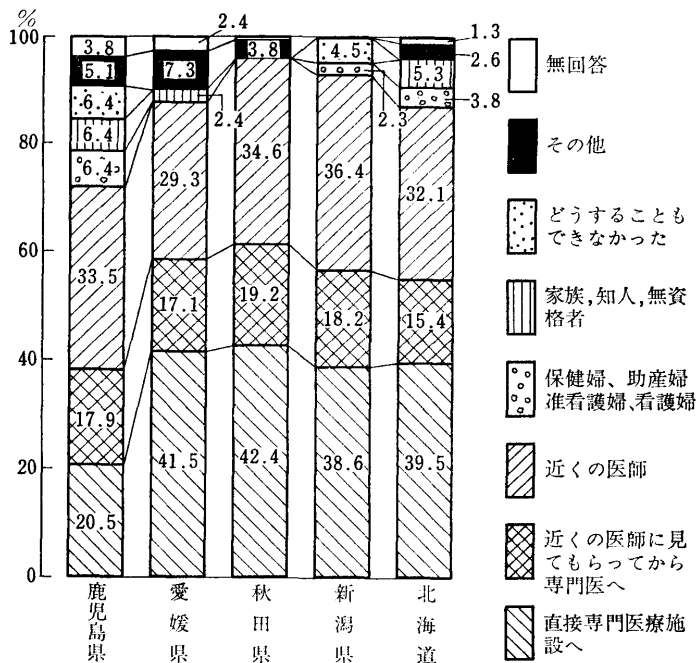 %
100
80
60
40
20
0
3.8
5.1
6.4
6.4
6.4
33.5
17.9
20.5
2.4
7.3
2.4
29.3
17.1
41.5
3.8
34.6
19.2
42.4
4.5
2.3
36.4
18.2
38.6
1.3
2.6
5.3
3.8
32.1
15.4
39.5
鹿児島県
愛媛県
秋田県
新潟県
北海道
無回答
その他
どうすることも
できなかった
家族,知人,無資
格者
保健婦、助産婦
准看護婦、看護婦
近くの医師
近くの医師に見
てもらってから
専門医へ
直接専門医療施
設へ